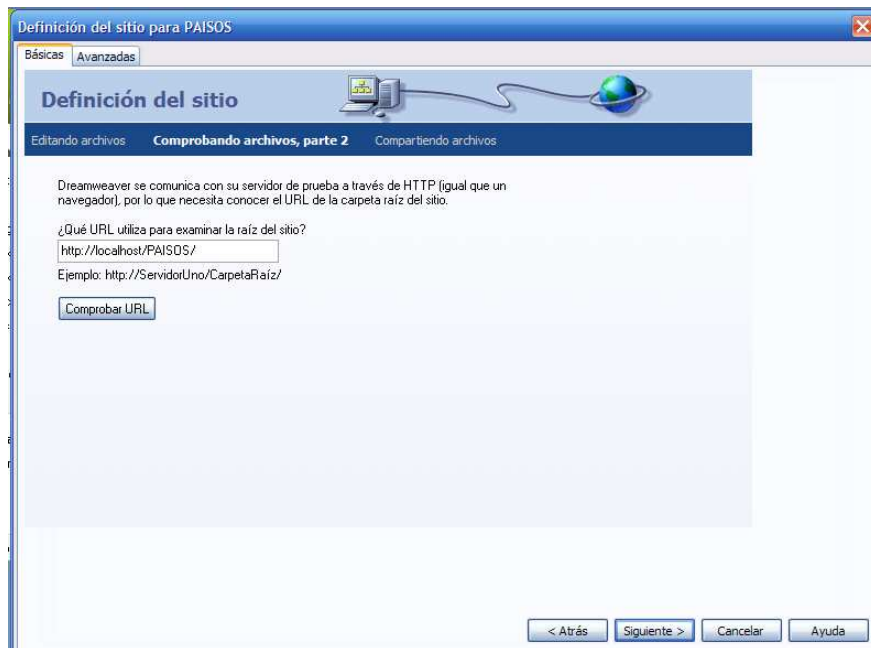 Definición del sitio para PAISOS
Básicas Avanzadas
Definición del sitio
Editando archivos Comprobando archivos, parte 2 Compartiendo archivos
Dreamweaver se comunica con su servidor de prueba a través de HTTP (igual que un
navegador), por lo que necesita conocer el URL de la carpeta raíz del sitio.
¿Qué URL utiliza para examinar la raíz del sitio?
http://localhost/PAISOS/
Ejemplo: http://ServidorUno/CarpetaRaíz/
Comprobar URL
< Atrás Siguiente > Cancelar Ayuda